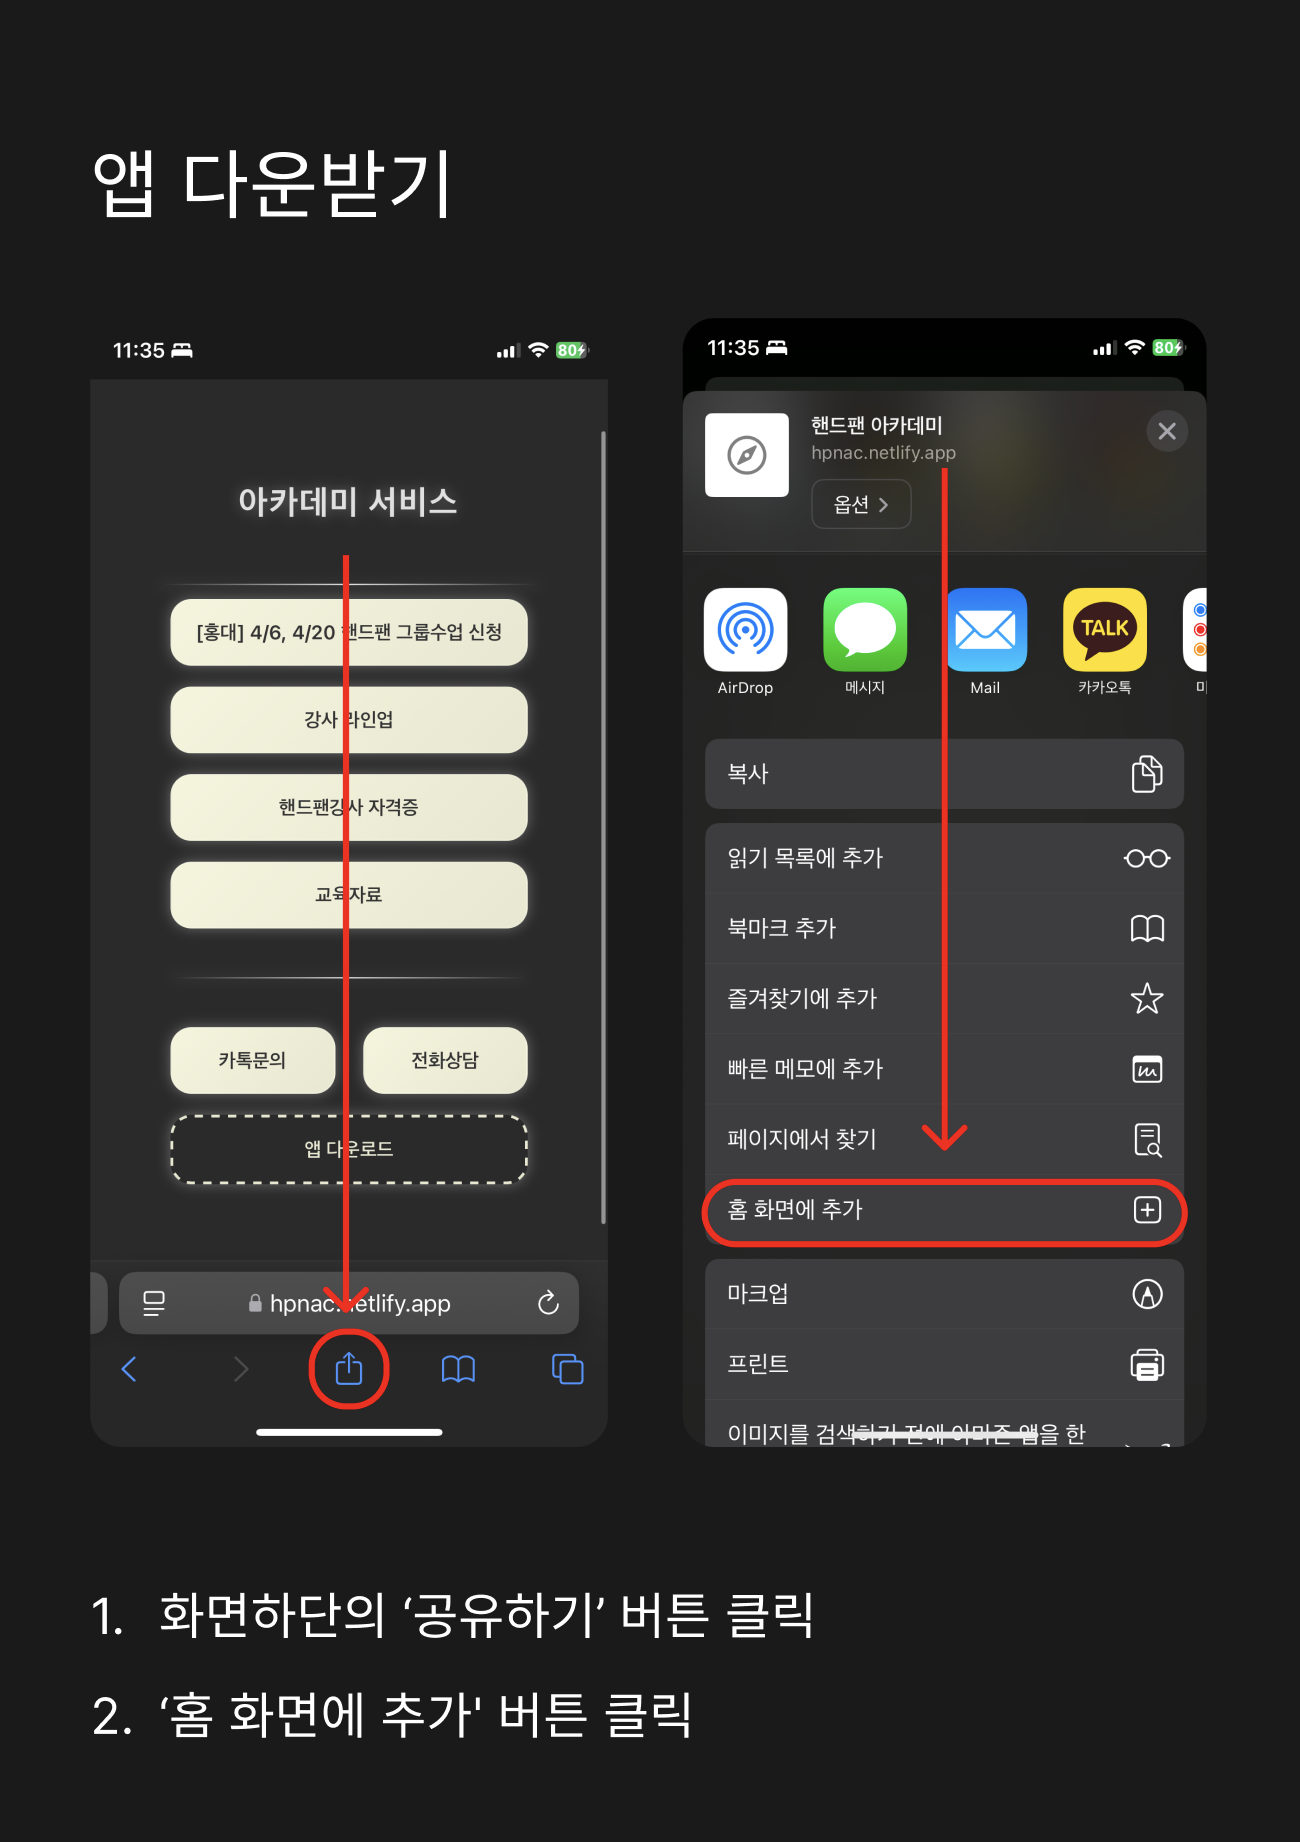 앱 다운받기
11:35
80
아카데미 서비스
[홍대] 4/6, 4/20 핸드팬 그룹수업 신청
강사 라인업
핸드팬강사 자격증
교육자료
카톡문의
전화상담
앱 다운로드
hpnac.netlify.app
11:35
80
핸드팬 아카데미
hpnac.netlify.app
옵션
TALK
AirDrop
메시지
Mail
카카오톡
복사
읽기 목록에 추가
북마크 추가
즐겨찾기에 추가
빠른 메모에 추가
페이지에서 찾기
홈 화면에 추가
마크업
프린트
이미지를 검색하기 전에 이마존 앱을 한
1. 화면하단의 ‘공유하기’ 버튼 클릭
2. ‘홈 화면에 추가' 버튼 클릭